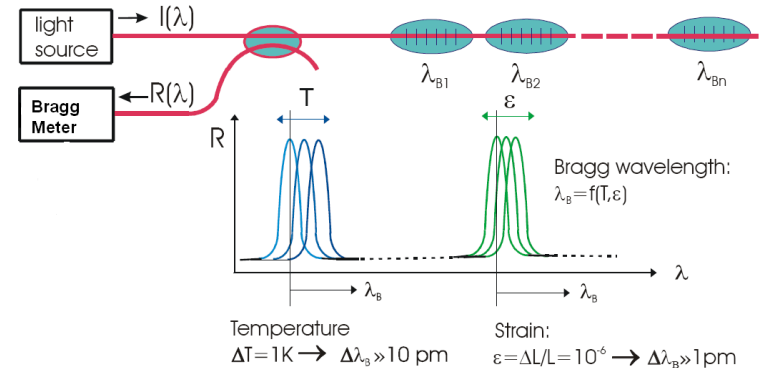 light
source
I(λ)
Bragg
Meter
R(λ)
λB1
λB2
λBn
T
ε
R
Bragg wavelength:
λB=f(T,ε)
λ
λB
λB
Temperature
ΔT=1K → ΔλB»10 pm
Strain:
ε=ΔL/L=10⁻⁶ → ΔλB»1pm